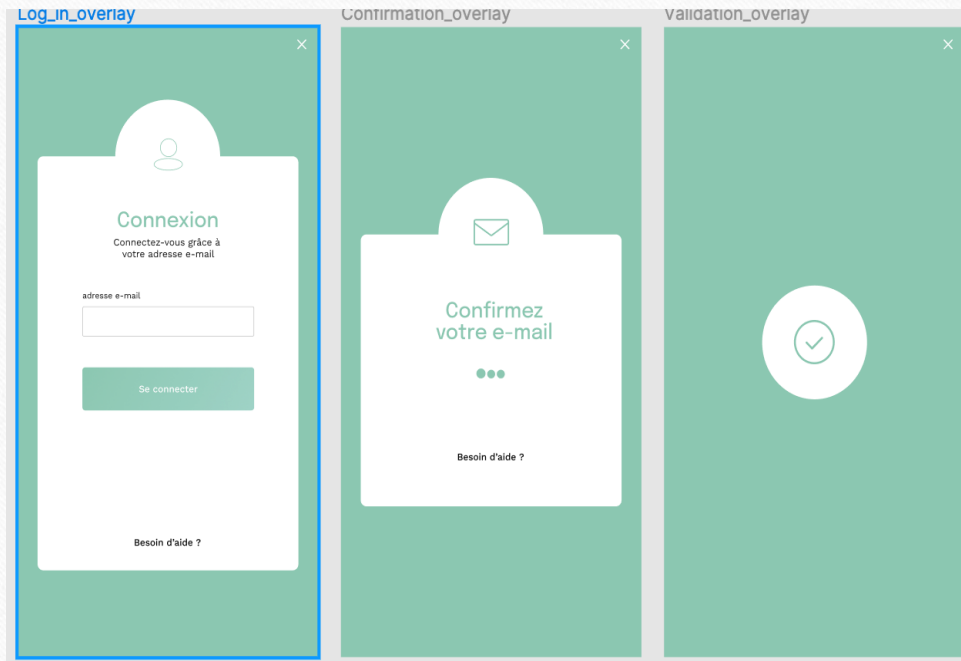 Log_in_overlay
Confirmation_overlay
Validation_overlay
Connexion
Connectez-vous grâce à
votre adresse e-mail
adresse e-mail
Se connecter
Besoin d'aide ?
Confirmez
votre e-mail
Besoin d'aide ?